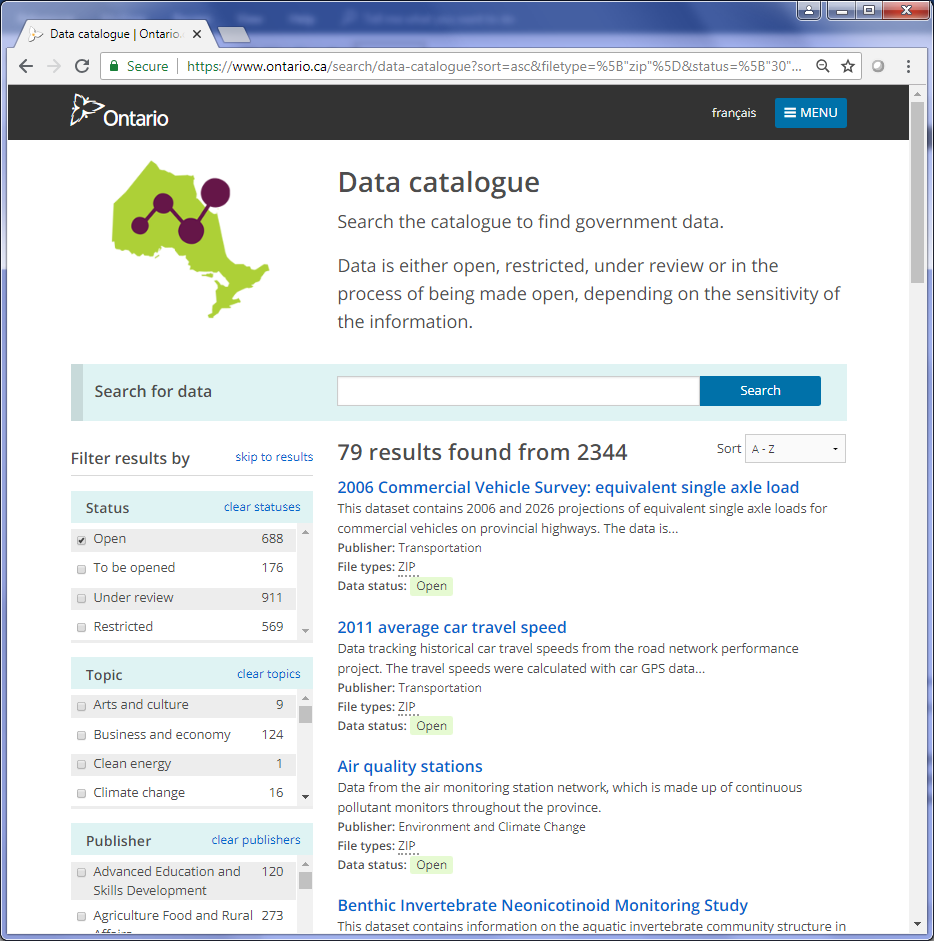 Data catalogue | Ontario.
Secure
https://www.ontario.ca/search/data-catalogue?sort=asc&filetype=%5B"zip"%5D&status=%5B"30"...
Ontario
français
MENU
Data catalogue
Search the catalogue to find government data.
Data is either open, restricted, under review or in the
process of being made open, depending on the sensitivity of
the information.
Search for data
Search
Filter results by
skip to results
Status
clear statuses
Open 688
To be opened 176
Under review 911
Restricted 569
Topic
clear topics
Arts and culture 9
Business and economy 124
Clean energy 1
Climate change 16
Publisher
clear publishers
Advanced Education and 120
Skills Development
Agriculture Food and Rural 273
Affairs
79 results found from 2344
Sort A - Z
2006 Commercial Vehicle Survey: equivalent single axle load
This dataset contains 2006 and 2026 projections of equivalent single axle loads for
commercial vehicles on provincial highways. The data is...
Publisher: Transportation
File types: ZIP
Data status: Open
2011 average car travel speed
Data tracking historical car travel speeds from the road network performance
project. The travel speeds were calculated with car GPS data...
Publisher: Transportation
File types: ZIP
Data status: Open
Air quality stations
Data from the air monitoring station network, which is made up of continuous
pollutant monitors throughout the province.
Publisher: Environment and Climate Change
File types: ZIP
Data status: Open
Benthic Invertebrate Neonicotinoid Monitoring Study
This dataset contains information on the aquatic invertebrate community structure in